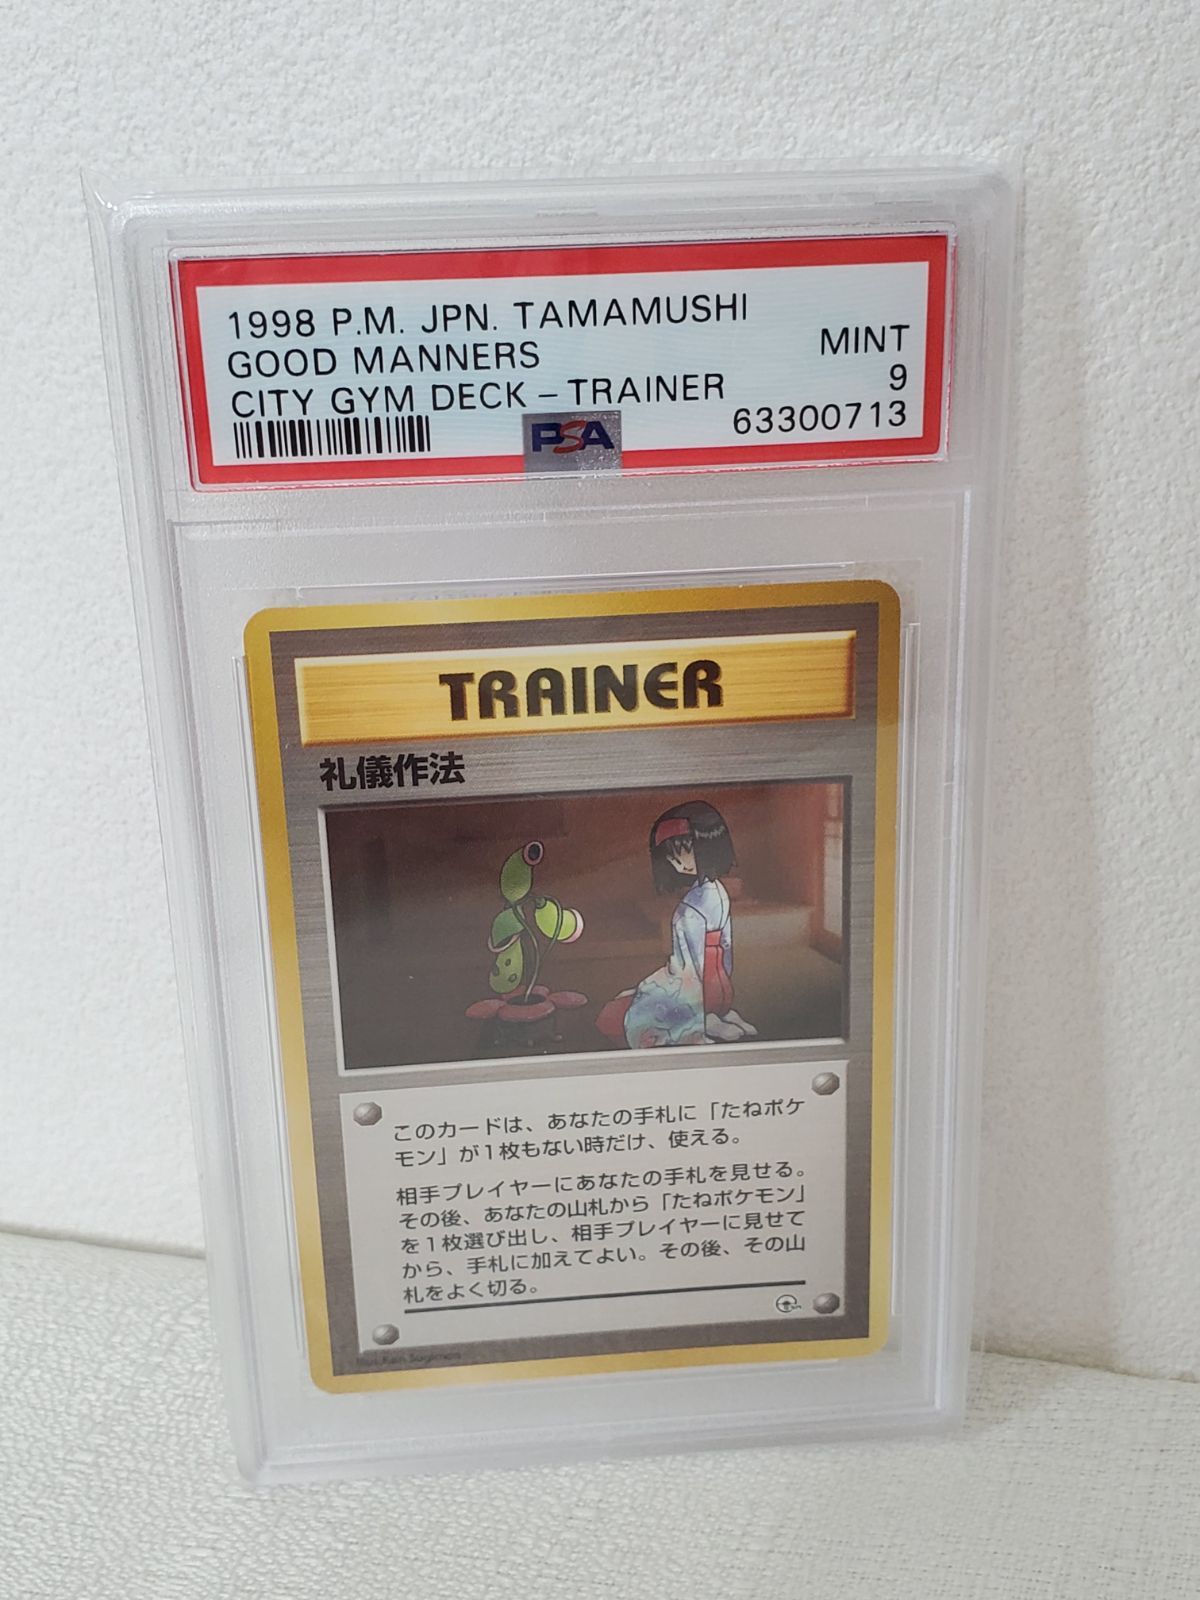 1998 P.M. JPN. TAMAMUSHI
GOOD MANNERS
MINT
CITY GYM DECK – TRAINER
9
63300713
PSA
TRAINER
礼儀作法
このカードは、あなたの手札に「たねポケ
モン」が1枚もない時だけ、使える。
相手プレイヤーにあなたの手札を見せる。
その後、あなたの山札から「たねポケモン」
を1枚選び出し、相手プレイヤーに見せて
から、手札に加えてよい。その後、その山
札をよく切る。
Illus. Ken Sugimori